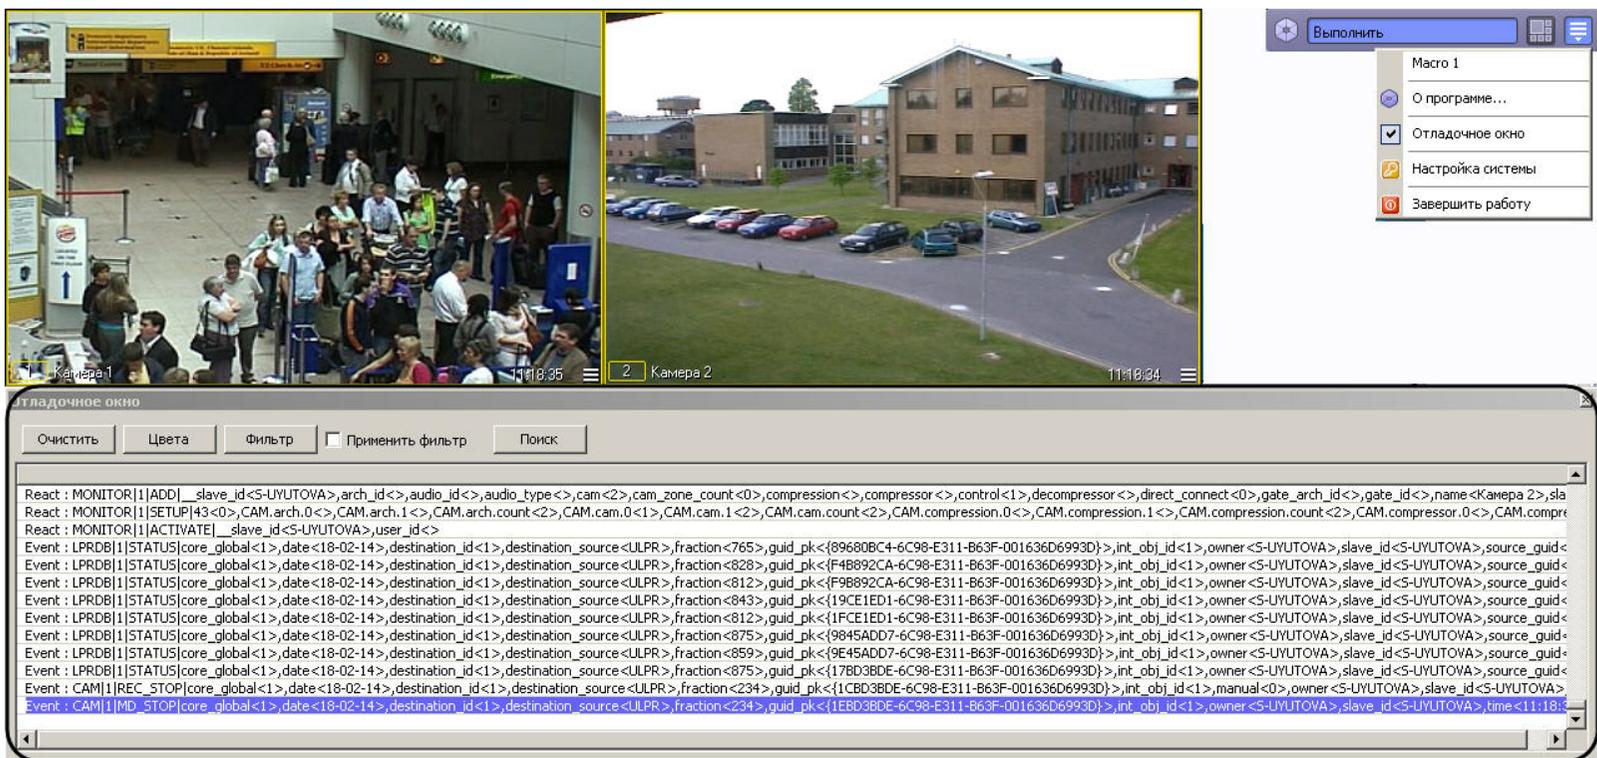 Domestic departures
International departures
Airport information
Travel Centre
T2 Check-in
Emergency
1
Камера 1
11:18:35
2
Камера 2
11:18:34
Выполнить
Macro 1
О программе...
Отладочное окно
Настройка системы
Завершить работу
Отладочное окно
Очистить
Цвета
Фильтр
Применить фильтр
Поиск
React : MONITOR|1|ADD|__slave_id<S-UYUTOVA>,arch_id<>,audio_id<>,audio_type<>,cam<2>,cam_zone_count<0>,compression<>,compressor<>,control<1>,decompressor<>,direct_connect<0>,gate_arch_id<>,gate_id<>,name<Камера 2>,sla
React : MONITOR|1|SETUP|43<0>,CAM.arch.0<>,CAM.arch.1<>,CAM.arch.count<2>,CAM.cam.0<1>,CAM.cam.1<2>,CAM.cam.count<2>,CAM.compression.0<>,CAM.compression.1<>,CAM.compression.count<2>,CAM.compressor.0<>,CAM.compre
React : MONITOR|1|ACTIVATE|__slave_id<S-UYUTOVA>,user_id<>
Event : LPRDB|1|STATUS|core_global<1>,date<18-02-14>,destination_id<1>,destination_source<ULPR>,fraction<765>,guid_pk<{89680BC4-6C98-E311-B63F-001636D6993D}>,int_obj_id<1>,owner<S-UYUTOVA>,slave_id<S-UYUTOVA>,source_guid<
Event : LPRDB|1|STATUS|core_global<1>,date<18-02-14>,destination_id<1>,destination_source<ULPR>,fraction<828>,guid_pk<{F4B892CA-6C98-E311-B63F-001636D6993D}>,int_obj_id<1>,owner<S-UYUTOVA>,slave_id<S-UYUTOVA>,source_guid<
Event : LPRDB|1|STATUS|core_global<1>,date<18-02-14>,destination_id<1>,destination_source<ULPR>,fraction<812>,guid_pk<{F9B892CA-6C98-E311-B63F-001636D6993D}>,int_obj_id<1>,owner<S-UYUTOVA>,slave_id<S-UYUTOVA>,source_guid<
Event : LPRDB|1|STATUS|core_global<1>,date<18-02-14>,destination_id<1>,destination_source<ULPR>,fraction<843>,guid_pk<{19CE1ED1-6C98-E311-B63F-001636D6993D}>,int_obj_id<1>,owner<S-UYUTOVA>,slave_id<S-UYUTOVA>,source_guid<
Event : LPRDB|1|STATUS|core_global<1>,date<18-02-14>,destination_id<1>,destination_source<ULPR>,fraction<812>,guid_pk<{1FCE1ED1-6C98-E311-B63F-001636D6993D}>,int_obj_id<1>,owner<S-UYUTOVA>,slave_id<S-UYUTOVA>,source_guid<
Event : LPRDB|1|STATUS|core_global<1>,date<18-02-14>,destination_id<1>,destination_source<ULPR>,fraction<875>,guid_pk<{9845ADD7-6C98-E311-B63F-001636D6993D}>,int_obj_id<1>,owner<S-UYUTOVA>,slave_id<S-UYUTOVA>,source_guid<
Event : LPRDB|1|STATUS|core_global<1>,date<18-02-14>,destination_id<1>,destination_source<ULPR>,fraction<859>,guid_pk<{9E45ADD7-6C98-E311-B63F-001636D6993D}>,int_obj_id<1>,owner<S-UYUTOVA>,slave_id<S-UYUTOVA>,source_guid<
Event : LPRDB|1|STATUS|core_global<1>,date<18-02-14>,destination_id<1>,destination_source<ULPR>,fraction<875>,guid_pk<{17BD3BDE-6C98-E311-B63F-001636D6993D}>,int_obj_id<1>,owner<S-UYUTOVA>,slave_id<S-UYUTOVA>,source_guid<
Event : CAM|1|REC_STOP|core_global<1>,date<18-02-14>,destination_id<1>,destination_source<ULPR>,fraction<234>,guid_pk<{1CBD3BDE-6C98-E311-B63F-001636D6993D}>,int_obj_id<1>,manual<0>,owner<S-UYUTOVA>,slave_id<S-UYUTOVA>,
Event : CAM|1|MD_STOP|core_global<1>,date<18-02-14>,destination_id<1>,destination_source<ULPR>,fraction<234>,guid_pk<{1EBD3BDE-6C98-E311-B63F-001636D6993D}>,int_obj_id<1>,owner<S-UYUTOVA>,slave_id<S-UYUTOVA>,time<11:18:3